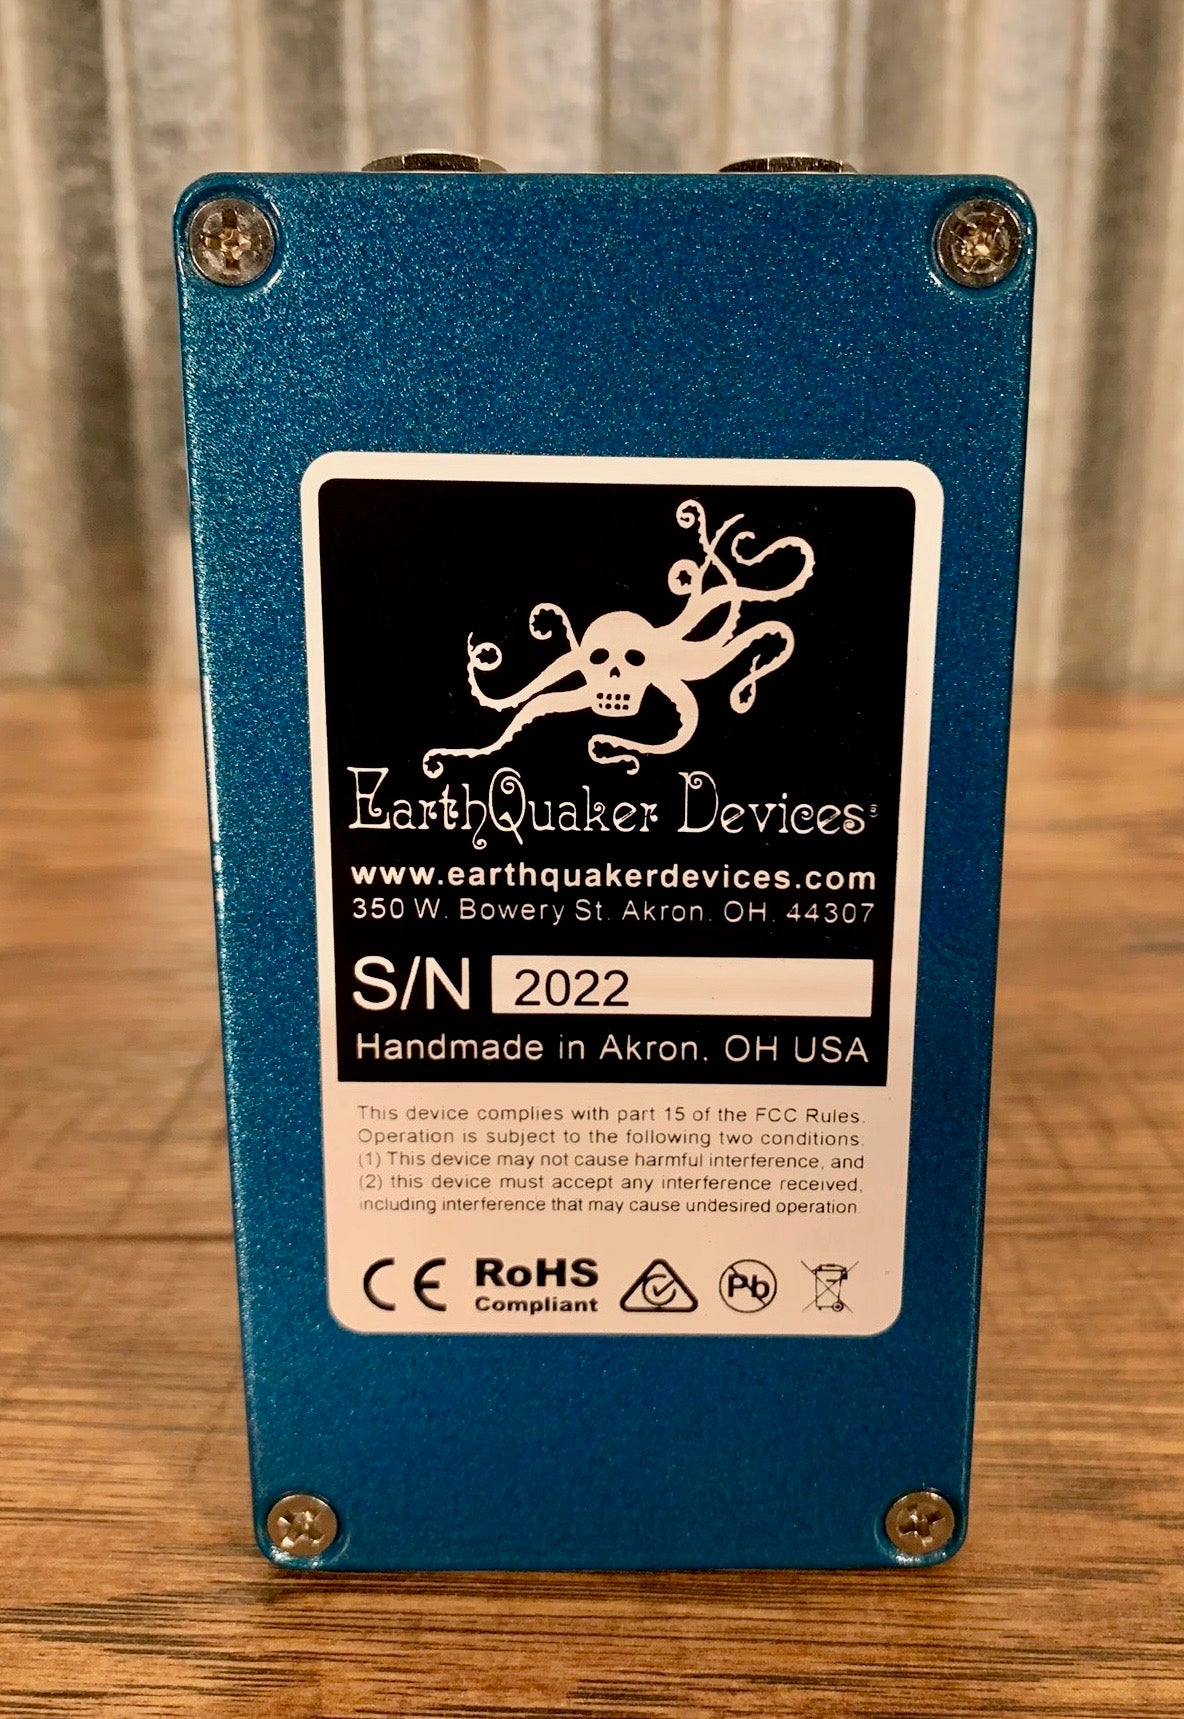 EarthQuaker Devices
www.earthquakerdevices.com
350 W. Bowery St. Akron, OH, 44307
S/N 2022
Handmade in Akron, OH USA
This device complies with part 15 of the FCC Rules.
Operation is subject to the following two conditions:
(1) This device may not cause harmful interference, and
(2) this device must accept any interference received,
including interference that may cause undesired operation
CE RoHS Pb
Compliant